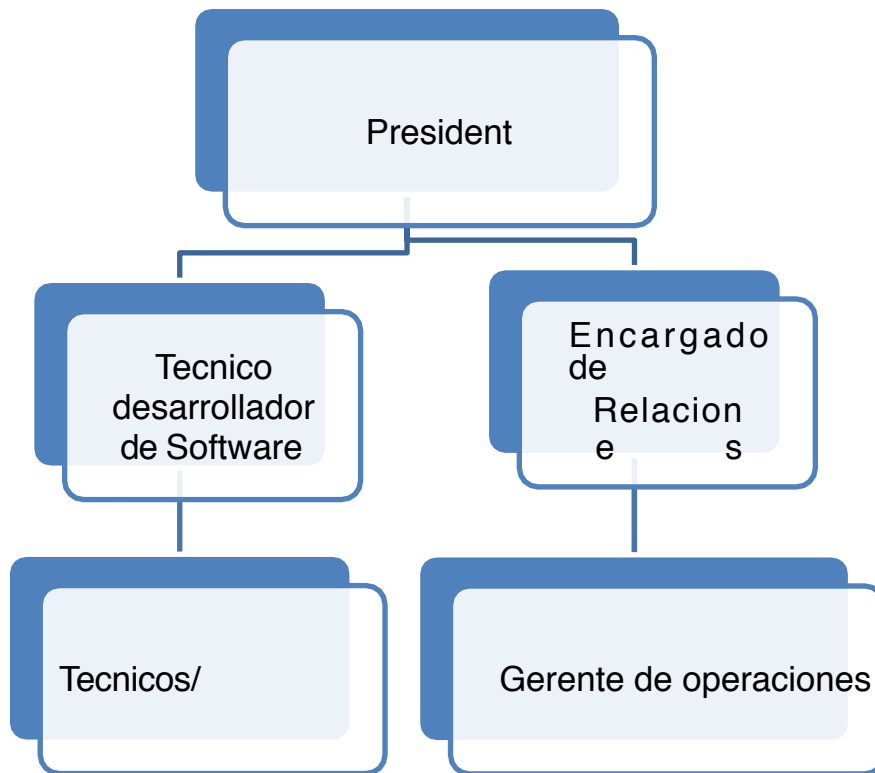 President
Tecnico
desarrollador
de Software
Encargado
de
Relacion
e s
Tecnicos/
Gerente de operaciones